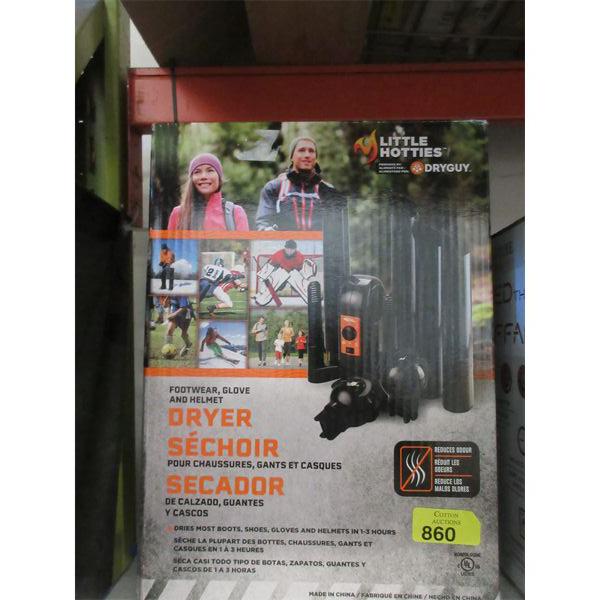 LITTLE
HOTTIES™
DRYGUY
FOOTWEAR, GLOVE
AND HELMET
DRYER
SÉCHOIR
POUR CHAUSSURES, GANTS ET CASQUES
SECADOR
DE CALZADO, GUANTES
Y CASCOS
REDUCES ODOUR
RÉDUIT LES
ODEURS
REDUCE LOS
MALOS OLORES
COTTON
AUCTIONS
860
DRIES MOST BOOTS, SHOES, GLOVES AND HELMETS IN 1-3 HOURS
SÈCHE LA PLUPART DES BOTTES, CHAUSSURES, GANTS ET
CASQUES EN 1 À 3 HEURES
SECA CASI TODO TIPO DE BOTAS, ZAPATOS, GUANTES Y
CASCOS DE 1 A 3 HORAS
UL
MADE IN CHINA / FABRIQUÉ EN CHINE / HECHO EN CHINA